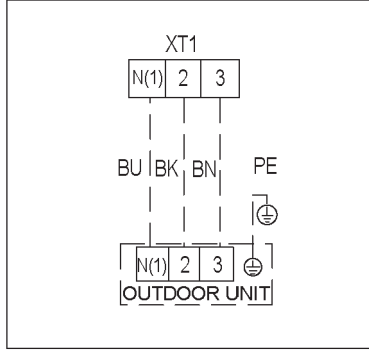 XT1
N(1) 2 3
BU BK BN PE
N(1) 2 3
OUTDOOR UNIT